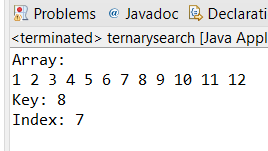 Problems @ Javadoc Declarati
<terminated> ternarysearch [Java Appl
Array:
1 2 3 4 5 6 7 8 9 10 11 12
Key: 8
Index: 7